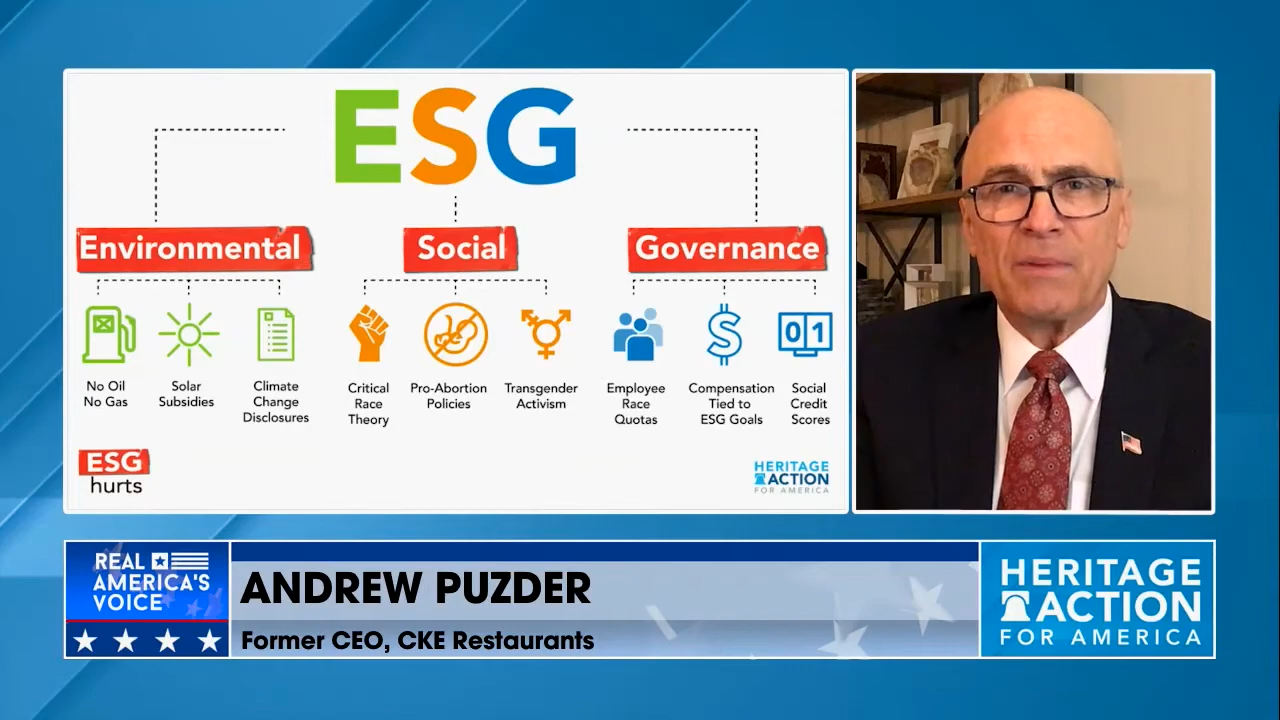 ESG
Environmental
Social
Governance
No Oil
No Gas
Solar
Subsidies
Climate
Change
Disclosures
Critical
Race
Theory
Pro-Abortion
Policies
Transgender
Activism
Employee
Race
Quotas
Compensation
Tied to
ESG Goals
0 1
Social
Credit
Scores
ESG
hurts
HERITAGE
ACTION
FOR AMERICA
REAL
AMERICA'S
VOICE
ANDREW PUZDER
Former CEO, CKE Restaurants
HERITAGE
ACTION
FOR AMERICA